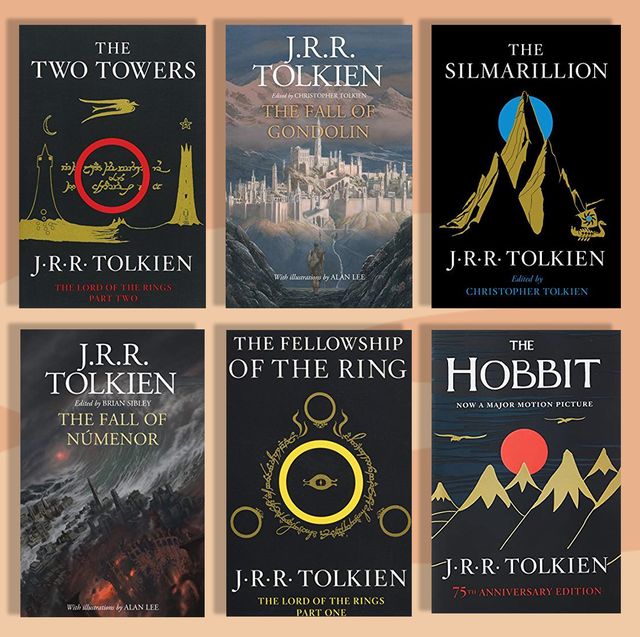 THE
TWO TOWERS
J·R·R· TOLKIEN
THE LORD OF THE RINGS
PART TWO
J.R.R.
TOLKIEN
Edited by CHRISTOPHER TOLKIEN
THE FALL OF
GONDOLIN
With illustrations by ALAN LEE
THE
SILMARILLION
J·R·R· TOLKIEN
Edited by
CHRISTOPHER TOLKIEN
J.R.R.
TOLKIEN
Edited by BRIAN SIBLEY
THE FALL OF
NÚMENOR
With illustrations by ALAN LEE
THE FELLOWSHIP
OF THE RING
J·R·R· TOLKIEN
THE LORD OF THE RINGS
PART ONE
THE
HOBBIT
NOW A MAJOR MOTION PICTURE
J·R·R· TOLKIEN
75TH ANNIVERSARY EDITION